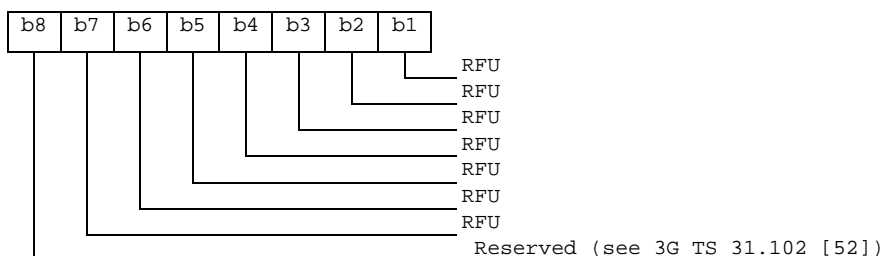 b8 b7 b6 b5 b4 b3 b2 b1
RFU
RFU
RFU
RFU
RFU
RFU
RFU
Reserved (see 3G TS 31.102 [52])